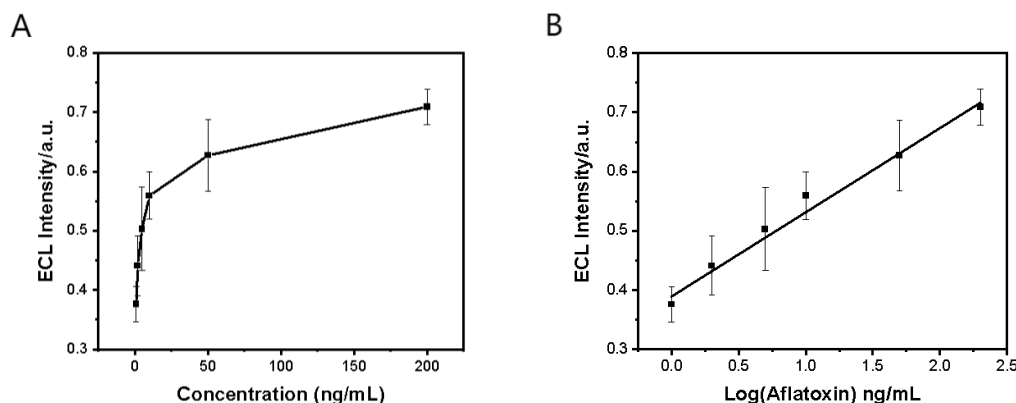 A
ECL Intensity/a.u.
0.8
0.7
0.6
0.5
0.4
0.3
0 50 100 150 200
Concentration (ng/mL)
B
ECL Intensity/a.u.
0.8
0.7
0.6
0.5
0.4
0.3
0.0 0.5 1.0 1.5 2.0 2.5
Log(Aflatoxin) ng/mL